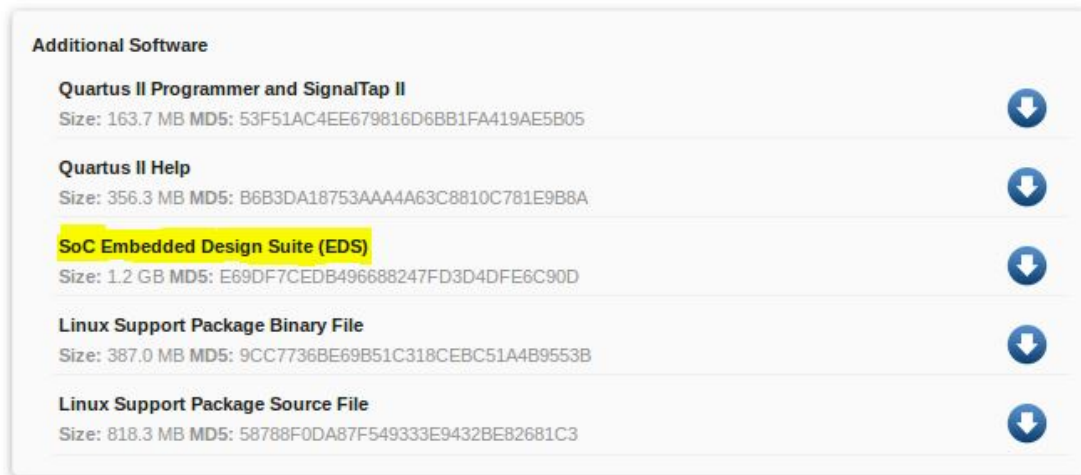 Additional Software
Quartus II Programmer and SignalTap II
Size: 163.7 MB MD5: 53F51AC4EE679816D6BB1FA419AE5B05
Quartus II Help
Size: 356.3 MB MD5: B6B3DA18753AAA4A63C8810C781E9B8A
SoC Embedded Design Suite (EDS)
Size: 1.2 GB MD5: E69DF7CEDB496688247FD3D4DFE6C90D
Linux Support Package Binary File
Size: 387.0 MB MD5: 9CC7736BE69B51C318CEBC51A4B9553B
Linux Support Package Source File
Size: 818.3 MB MD5: 58788F0DA87F549333E9432BE82681C3